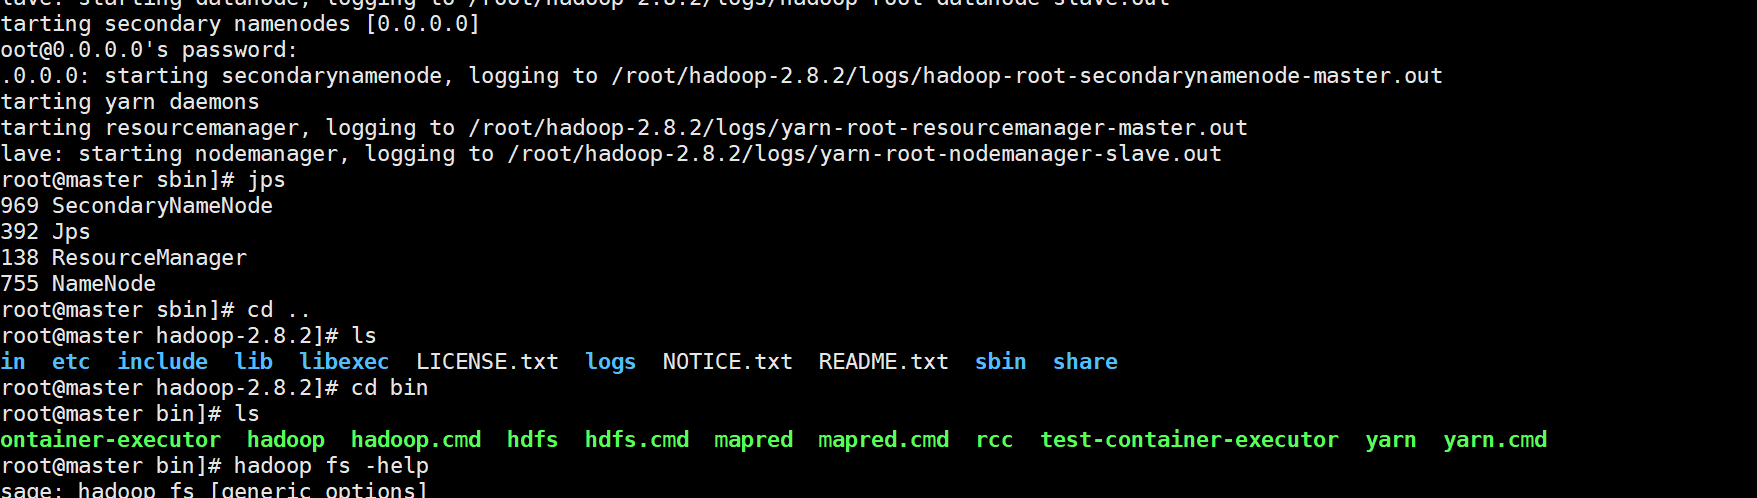 lave: starting datanode, logging to /root/hadoop-2.8.2/logs/hadoop-root-datanode-slave.out
tarting secondary namenodes [0.0.0.0]
oot@0.0.0.0's password:
.0.0.0: starting secondarynamenode, logging to /root/hadoop-2.8.2/logs/hadoop-root-secondarynamenode-master.out
tarting yarn daemons
tarting resourcemanager, logging to /root/hadoop-2.8.2/logs/yarn-root-resourcemanager-master.out
lave: starting nodemanager, logging to /root/hadoop-2.8.2/logs/yarn-root-nodemanager-slave.out
root@master sbin]# jps
969 SecondaryNameNode
392 Jps
138 ResourceManager
755 NameNode
root@master sbin]# cd ..
root@master hadoop-2.8.2]# ls
in etc include lib libexec LICENSE.txt logs NOTICE.txt README.txt sbin share
root@master hadoop-2.8.2]# cd bin
root@master bin]# ls
ontainer-executor hadoop hadoop.cmd hdfs hdfs.cmd mapred mapred.cmd rcc test-container-executor yarn yarn.cmd
root@master bin]# hadoop fs -help
sage: hadoop fs [generic options]